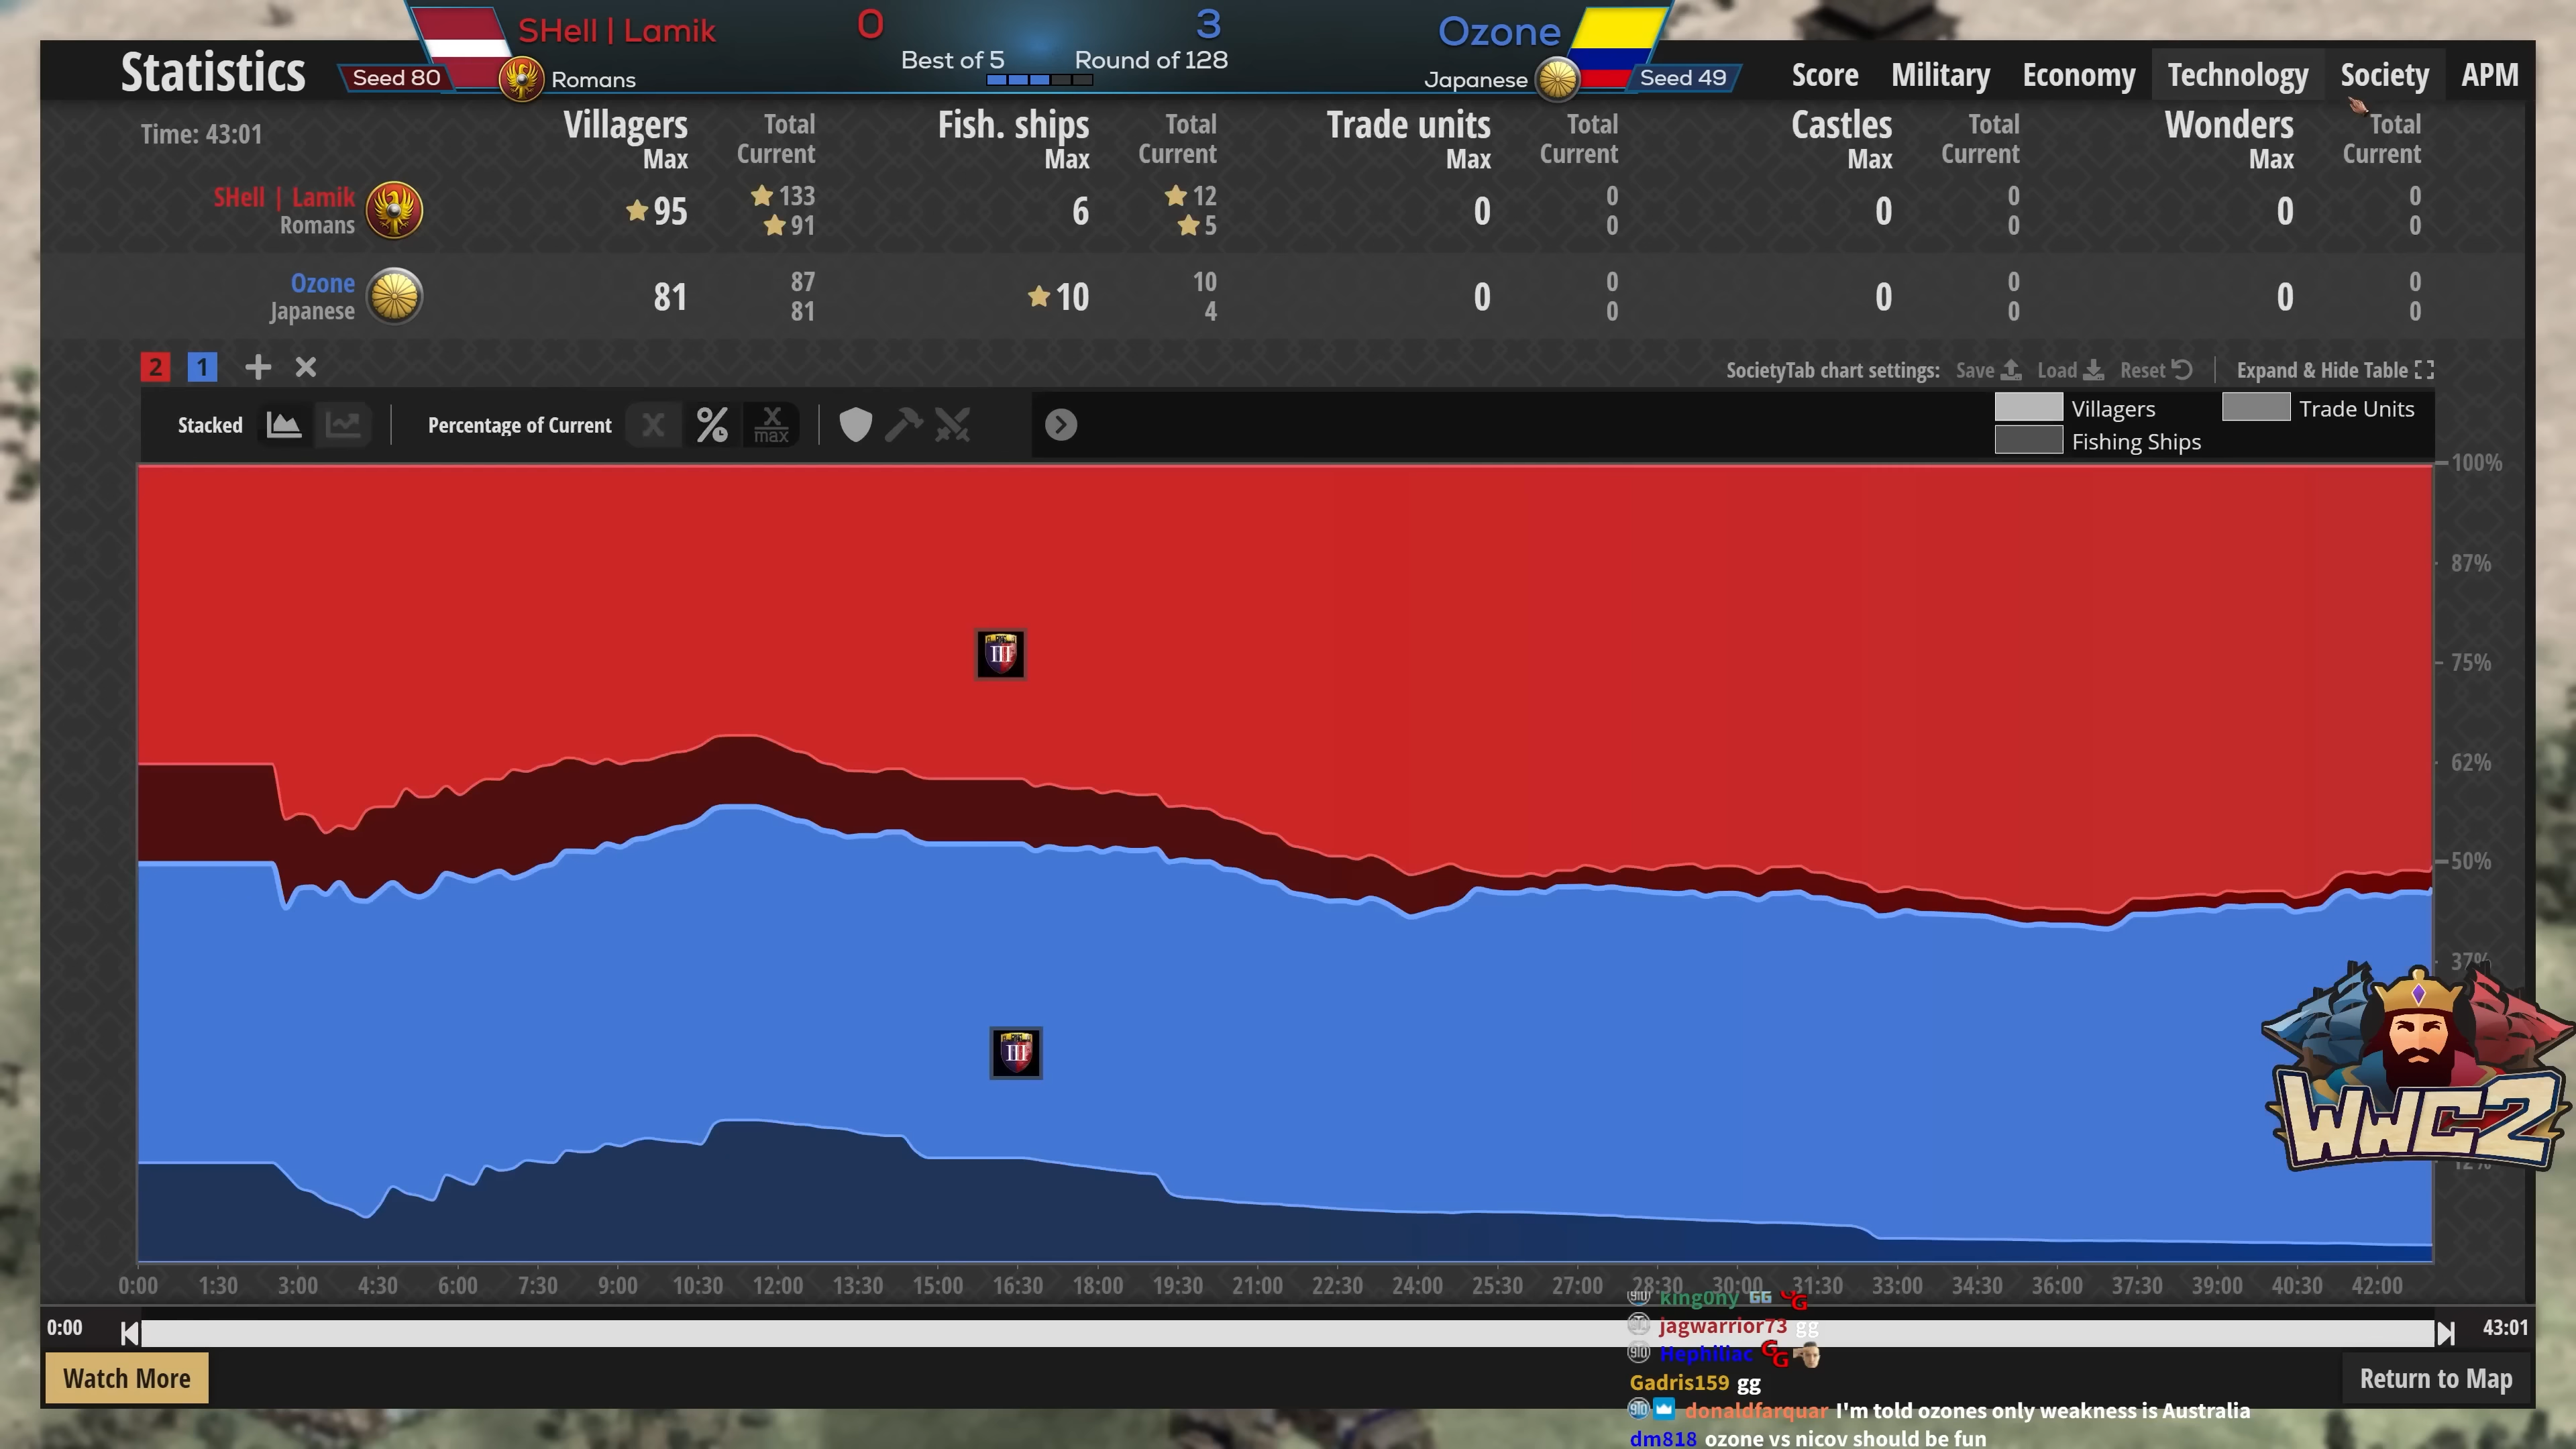 SHell | Lamik
0
3
Ozone
Best of 5
Round of 128
Statistics
Seed 80
Romans
Japanese
Seed 49
Score
Military
Economy
Technology
Society
APM
Time: 43:01
Villagers Total
Max Current
Fish. ships Total
Max Current
Trade units Total
Max Current
Castles Total
Max Current
Wonders Total
Max Current
SHell | Lamik
Romans
95 133
91
6 12
5
0 0
0
0 0
0
0 0
0
Ozone
Japanese
81 87
81
10 10
4
0 0
0
0 0
0
0 0
0
2 1
SocietyTab chart settings: Save Load Reset Expand & Hide Table
Stacked
Percentage of Current
X
%
X
max
Villagers
Trade Units
Fishing Ships
100%
87%
75%
III
62%
50%
37%
III
WWC2
12%
0:00 1:30 3:00 4:30 6:00 7:30 9:00 10:30 12:00 13:30 15:00 16:30 18:00 19:30 21:00 22:30 24:00 25:30 27:00 28:30 30:00 31:30 33:00 34:30 36:00 37:30 39:00 40:30 42:00
0:00
43:01
KingOny GG GG
jagwarrior73 gg
Hephiliac GG
Gadris159 gg
donaldfarquar I'm told ozones only weakness is Australia
dm818 ozone vs nicov should be fun
Watch More
Return to Map